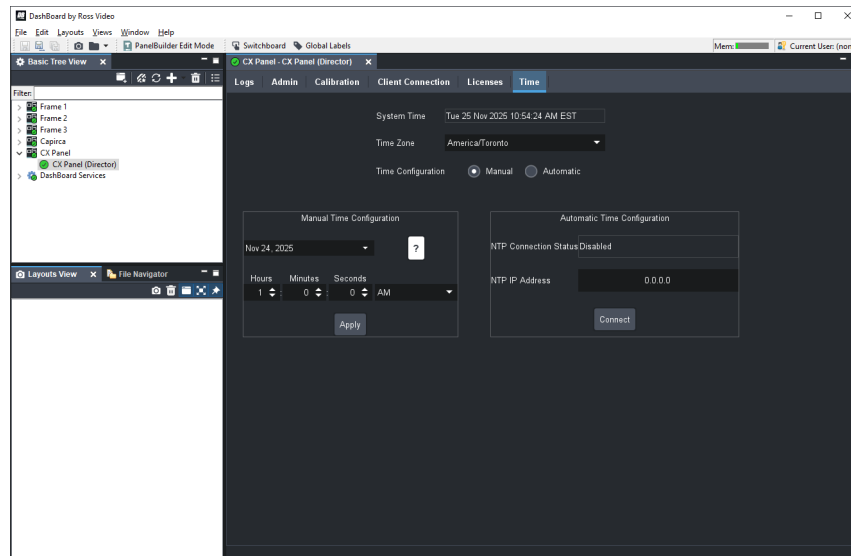 DashBoard by Ross Video
File Edit Layouts Views Window Help
PanelBuilder Edit Mode Switchboard Global Labels Mem: Current User: (non
Basic Tree View
CX Panel - CX Panel (Director)
Logs Admin Calibration Client Connection Licenses Time
Filter:
Frame 1
Frame 2
Frame 3
Capirca
CX Panel
CX Panel (Director)
DashBoard Services
Layouts View File Navigator
System Time Tue 25 Nov 2025 10:54:24 AM EST
Time Zone America/Toronto
Time Configuration Manual Automatic
Manual Time Configuration
Nov 24, 2025 ?
Hours Minutes Seconds
1 : 0 : 0 AM
Apply
Automatic Time Configuration
NTP Connection Status Disabled
NTP IP Address 0.0.0.0
Connect